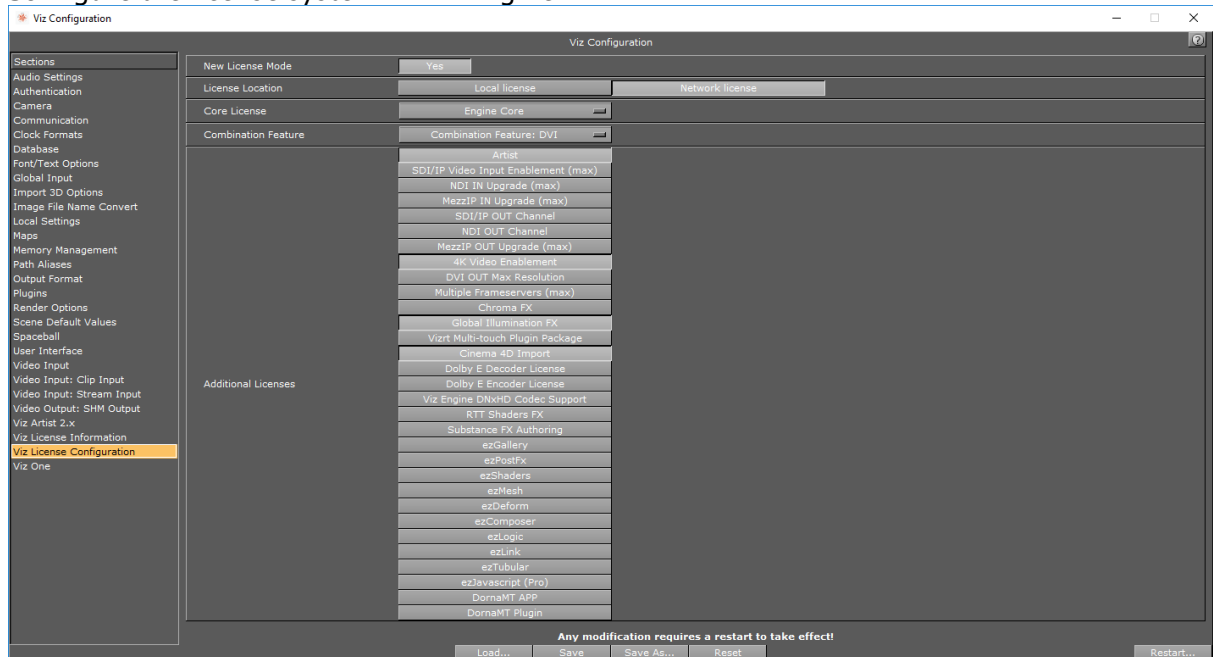 Viz Configuration
Viz Configuration
Sections
Audio Settings
Authentication
Camera
Communication
Clock Formats
Database
Font/Text Options
Global Input
Import 3D Options
Image File Name Convert
Local Settings
Maps
Memory Management
Path Aliases
Output Format
Plugins
Render Options
Scene Default Values
Spaceball
User Interface
Video Input
Video Input: Clip Input
Video Input: Stream Input
Video Output: SHM Output
Viz Artist 2.x
Viz License Information
Viz License Configuration
Viz One
New License Mode Yes
License Location Local license Network license
Core License Engine Core
Combination Feature Combination Feature: DVI
Additional Licenses
Artist
SDI/IP Video Input Enablement (max)
NDI IN Upgrade (max)
MezzIP IN Upgrade (max)
SDI/IP OUT Channel
NDI OUT Channel
MezzIP OUT Upgrade (max)
4K Video Enablement
DVI OUT Max Resolution
Multiple Frameservers (max)
Chroma FX
Global Illumination FX
Vizrt Multi-touch Plugin Package
Cinema 4D Import
Dolby E Decoder License
Dolby E Encoder License
Viz Engine DNxHD Codec Support
RTT Shaders FX
Substance FX Authoring
ezGallery
ezPostFx
ezShaders
ezMesh
ezDeform
ezComposer
ezLogic
ezLink
ezTubular
ezJavascript (Pro)
DornaMT APP
DornaMT Plugin
Any modification requires a restart to take effect!
Load... Save Save As... Reset Restart...